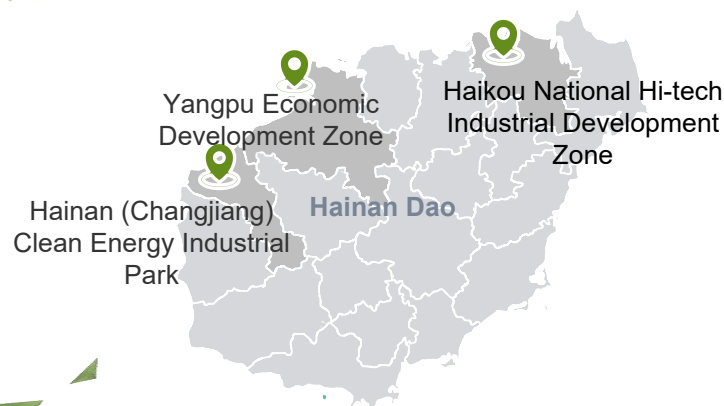 Yangpu Economic
Development Zone
Haikou National Hi-tech
Industrial Development
Zone
Hainan (Changjiang)
Clean Energy Industrial
Park
Hainan Dao